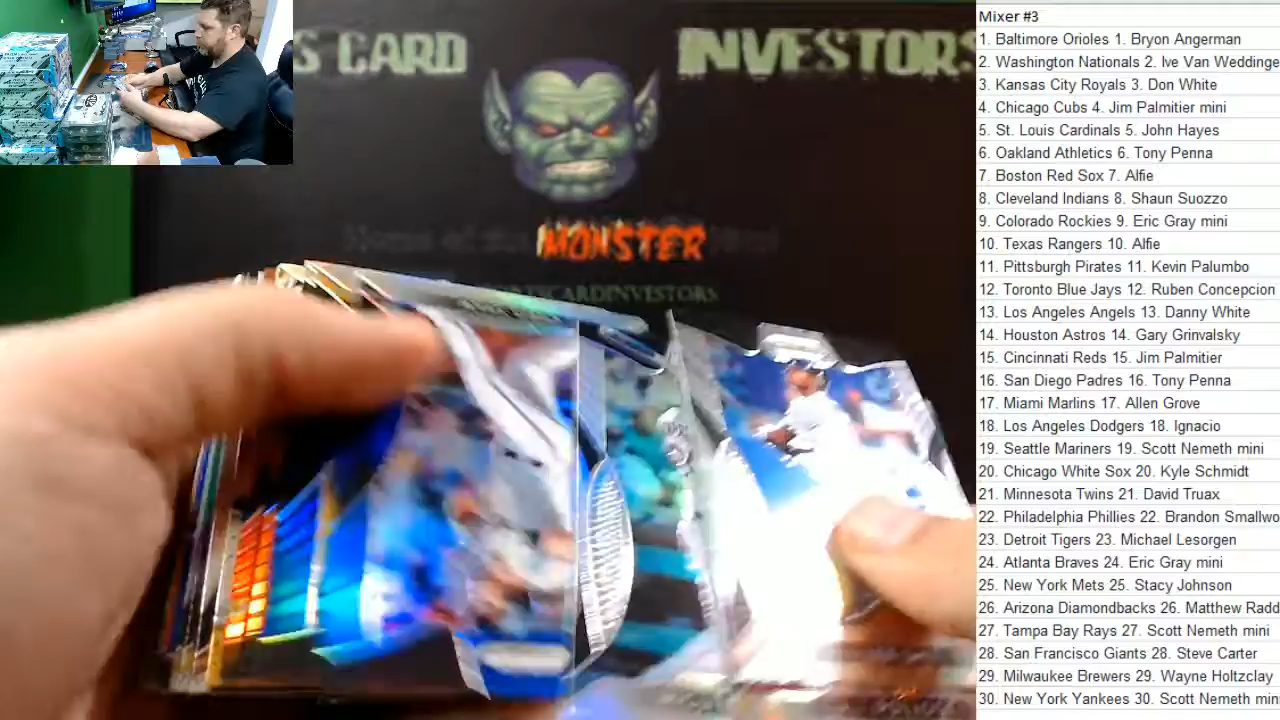 S CARD INVESTORS
MONSTER
Mixer #3
1. Baltimore Orioles 1. Bryon Angerman
2. Washington Nationals 2. Ive Van Weddinge
3. Kansas City Royals 3. Don White
4. Chicago Cubs 4. Jim Palmitier mini
5. St. Louis Cardinals 5. John Hayes
6. Oakland Athletics 6. Tony Penna
7. Boston Red Sox 7. Alfie
8. Cleveland Indians 8. Shaun Suozzo
9. Colorado Rockies 9. Eric Gray mini
10. Texas Rangers 10. Alfie
11. Pittsburgh Pirates 11. Kevin Palumbo
12. Toronto Blue Jays 12. Ruben Concepcion
13. Los Angeles Angels 13. Danny White
14. Houston Astros 14. Gary Grinvalsky
15. Cincinnati Reds 15. Jim Palmitier
16. San Diego Padres 16. Tony Penna
17. Miami Marlins 17. Allen Grove
18. Los Angeles Dodgers 18. Ignacio
19. Seattle Mariners 19. Scott Nemeth mini
20. Chicago White Sox 20. Kyle Schmidt
21. Minnesota Twins 21. David Truax
22. Philadelphia Phillies 22. Brandon Smallwo
23. Detroit Tigers 23. Michael Lesorgen
24. Atlanta Braves 24. Eric Gray mini
25. New York Mets 25. Stacy Johnson
26. Arizona Diamondbacks 26. Matthew Radd
27. Tampa Bay Rays 27. Scott Nemeth mini
28. San Francisco Giants 28. Steve Carter
29. Milwaukee Brewers 29. Wayne Holtzclay
30. New York Yankees 30. Scott Nemeth min